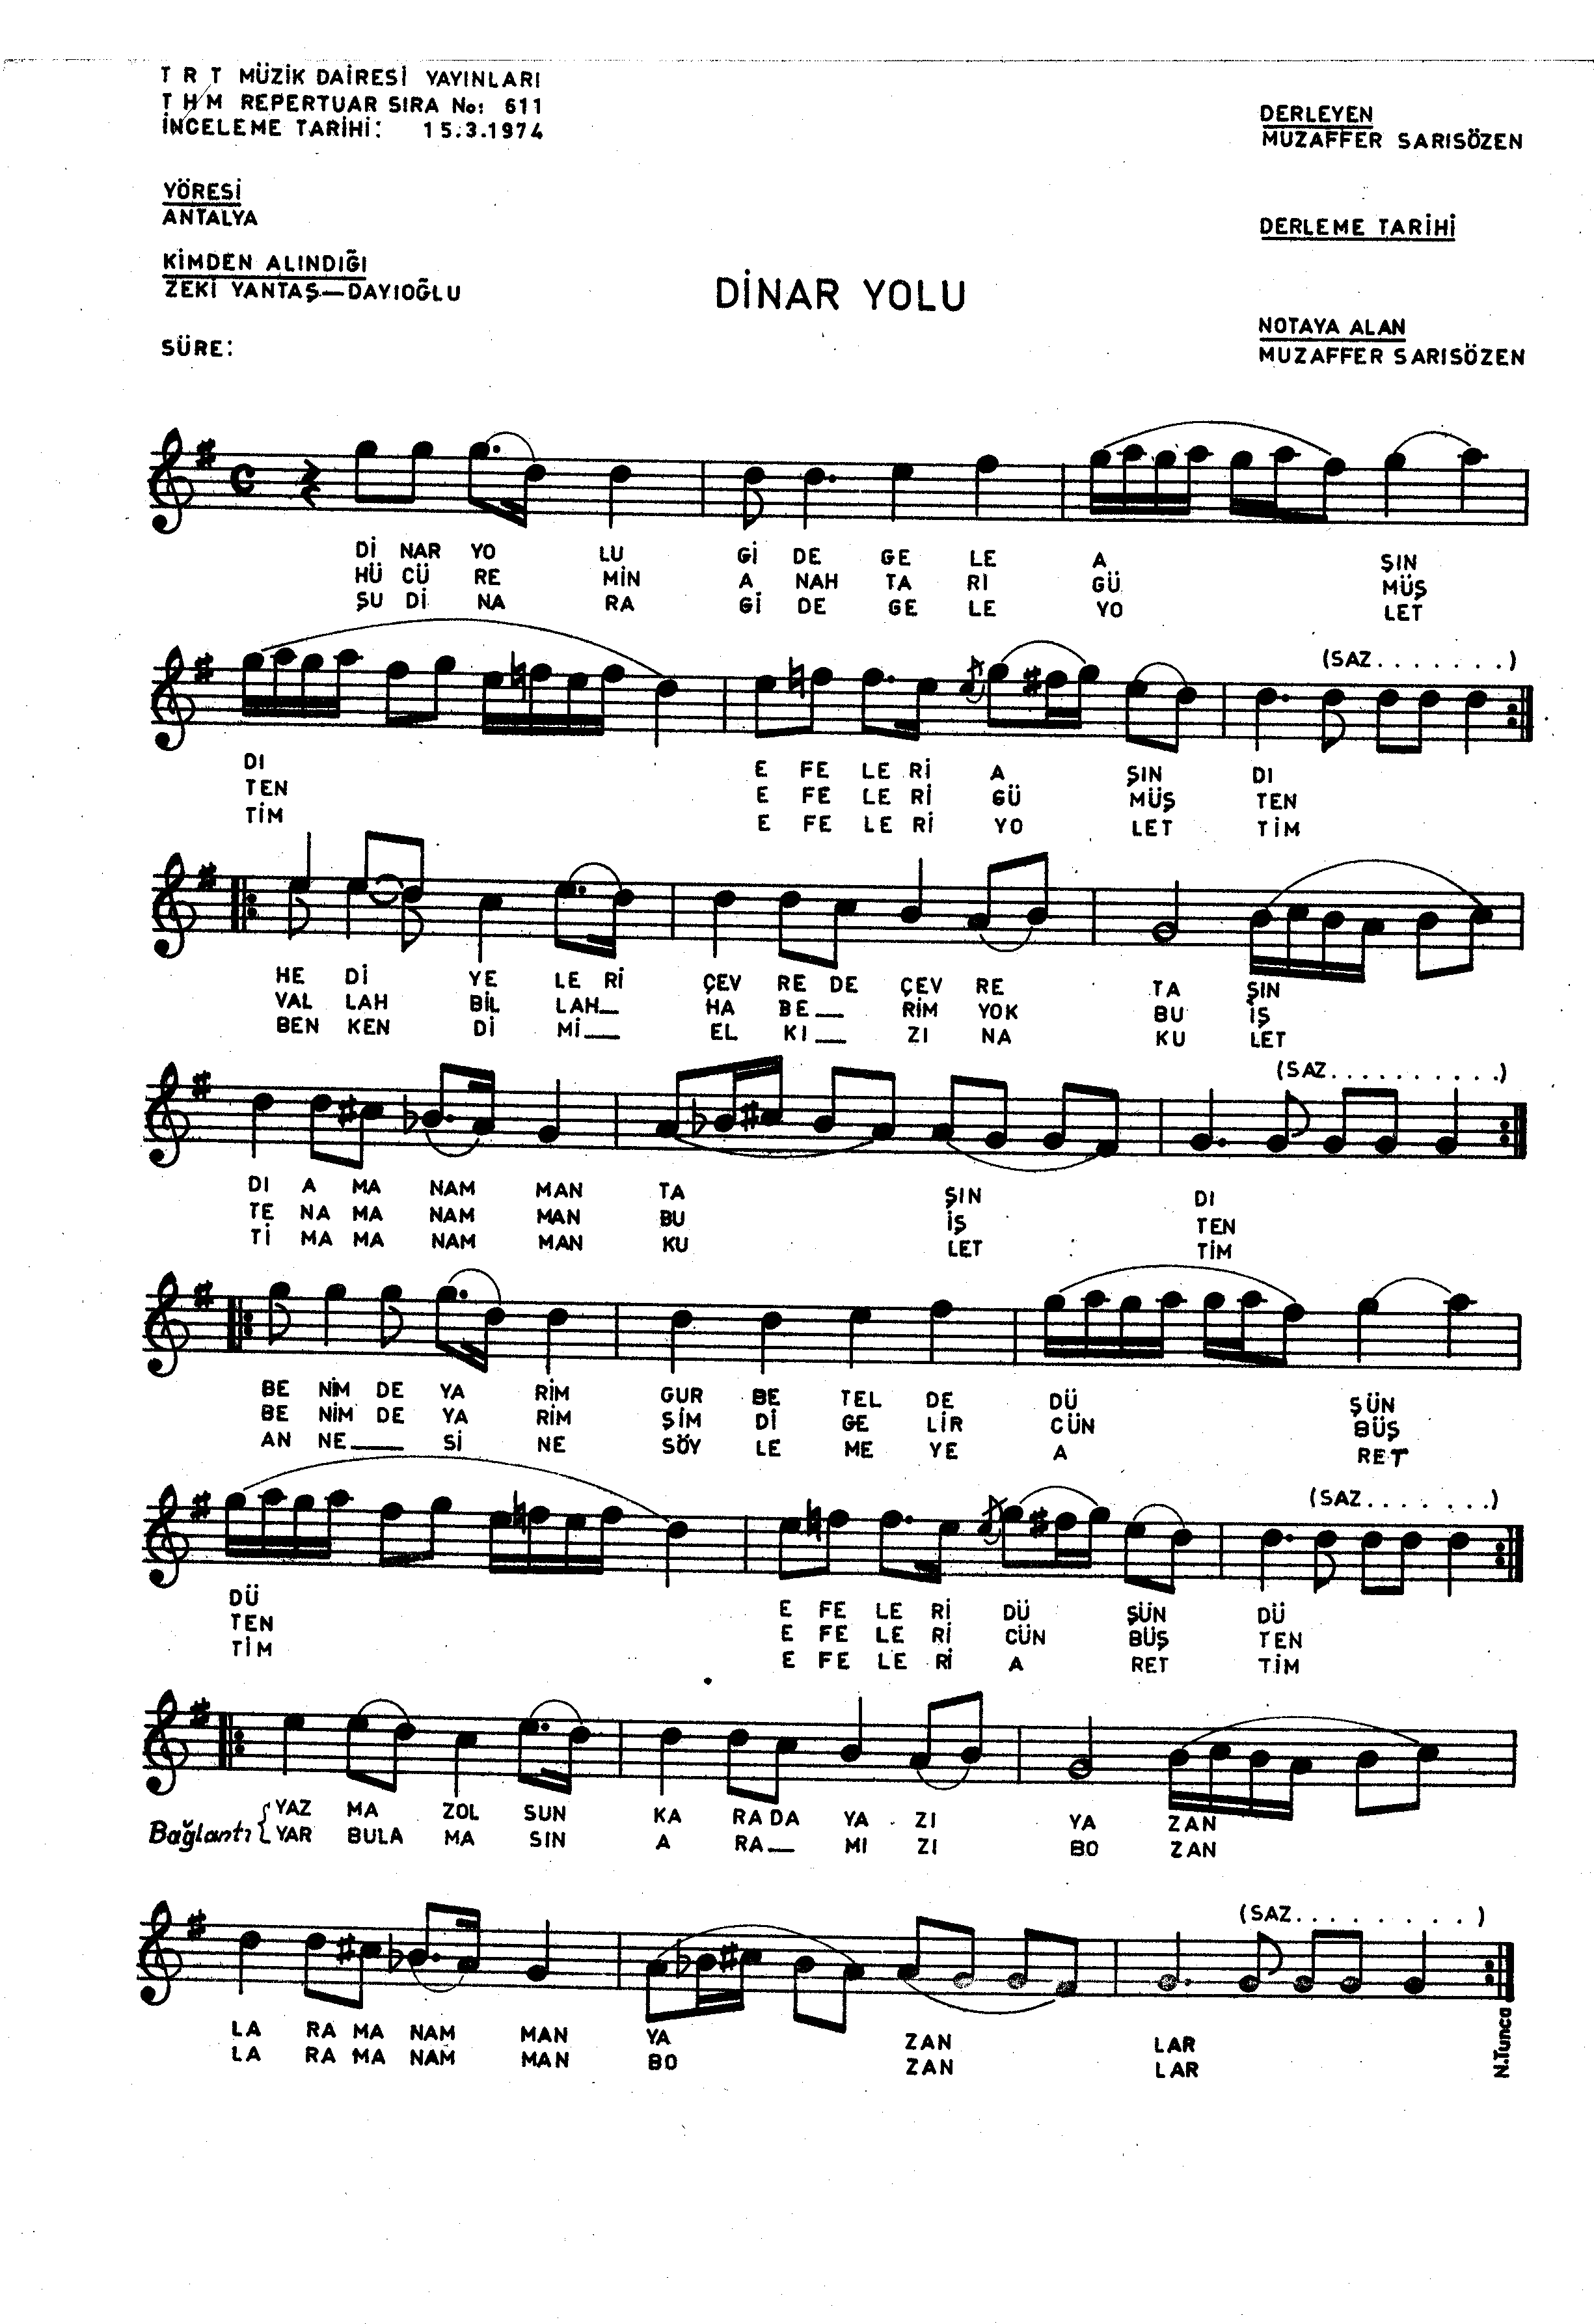 T R T MÜZİK DAİRESİ YAYINLARI
T H M REPERTUAR SIRA No: 611
İNCELEME TARİHİ: 15.3.1974
DERLEYEN
MUZAFFER SARISÖZEN
YÖRESİ
ANTALYA
DERLEME TARİHİ
KİMDEN ALINDIĞI
ZEKİ YANTAŞ—DAYIOĞLU
DİNAR YOLU
NOTAYA ALAN
MUZAFFER SARISÖZEN
SÜRE:
Dİ NAR YO LU Gİ DE GE LE A ŞIN
HÜ CÜ RE MİN A NAH TA RI GÜ MÜŞ
ŞU Dİ NA RA Gİ DE GE LE YO LET
(SAZ.......)
DI E FE LE Rİ A ŞIN DI
TEN E FE LE Rİ GÜ MÜŞ TEN
TİM E FE LE Rİ YO LET TİM
HE Dİ YE LE Rİ ÇEV RE DE ÇEV RE TA ŞIN
VAL LAH BİL LAH__ HA BE__ RİM YOK BU İŞ
BEN KEN Dİ Mİ__ EL KI__ ZI NA KU LET
(SAZ..........)
DI A MA NAM MAN TA ŞIN DI
TE NA MA NAM MAN BU İŞ TEN
Tİ MA MA NAM MAN KU LET TİM
BE NİM DE YA RİM GUR BE TEL DE DÜ ŞÜN
BE NİM DE YA RİM ŞİM Dİ GE LİR CÜN BÜŞ
AN NE___ Sİ NE SÖY LE ME YE A RET
(SAZ.......)
DÜ E FE LE Rİ DÜ ŞÜN DÜ
TEN E FE LE Rİ CÜN BÜŞ TEN
TİM E FE LE Rİ A RET TİM
Bağlantı
YAZ MA ZOL SUN KA RA DA YA ZI YA ZAN
YAR BULA MA SIN A RA__ MI ZI BO ZAN
(SAZ.........)
LA RA MA NAM MAN YA ZAN LAR
LA RA MA NAM MAN BO ZAN LAR
N.Tunca